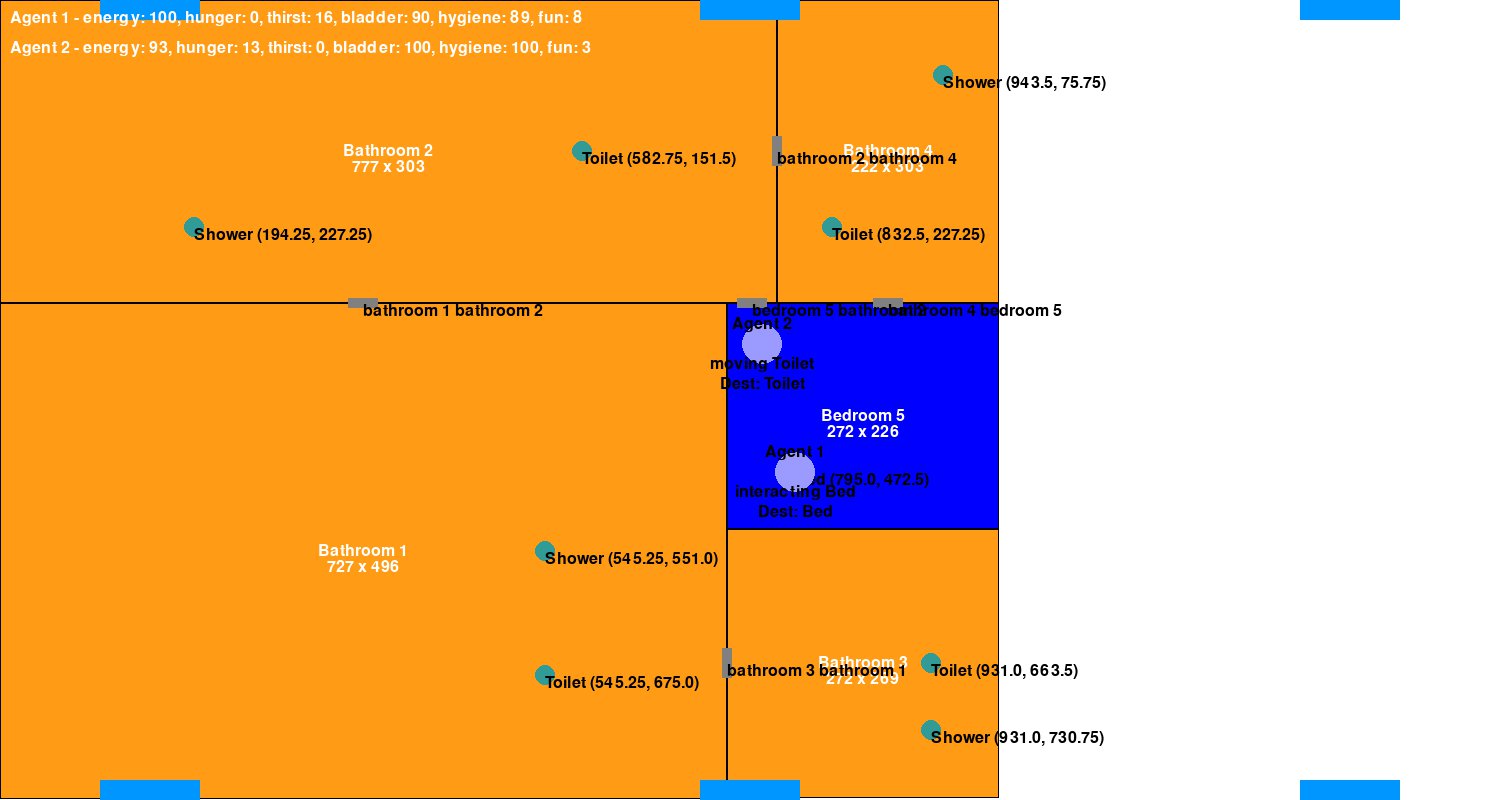 Agent 1 - energy: 100, hunger: 0, thirst: 16, bladder: 90, hygiene: 89, fun: 8
Agent 2 - energy: 93, hunger: 13, thirst: 0, bladder: 100, hygiene: 100, fun: 3
Shower (943.5, 75.75)
Bathroom 2
777 x 303
Toilet (582.75, 151.5)
bathroom 2 bathroom 4
Bathroom 4
222 x 303
Shower (194.25, 227.25)
Toilet (832.5, 227.25)
bathroom 1 bathroom 2
bedroom 5 bathroom 2
bathroom 4 bedroom 5
Agent 2
moving Toilet
Dest: Toilet
Bedroom 5
272 x 226
Agent 1
d (795.0, 472.5)
interacting Bed
Dest: Bed
Bathroom 1
727 x 496
Shower (545.25, 551.0)
Toilet (545.25, 675.0)
bathroom 3 bathroom 1
Bathroom 3
272 x 269
Toilet (931.0, 663.5)
Shower (931.0, 730.75)